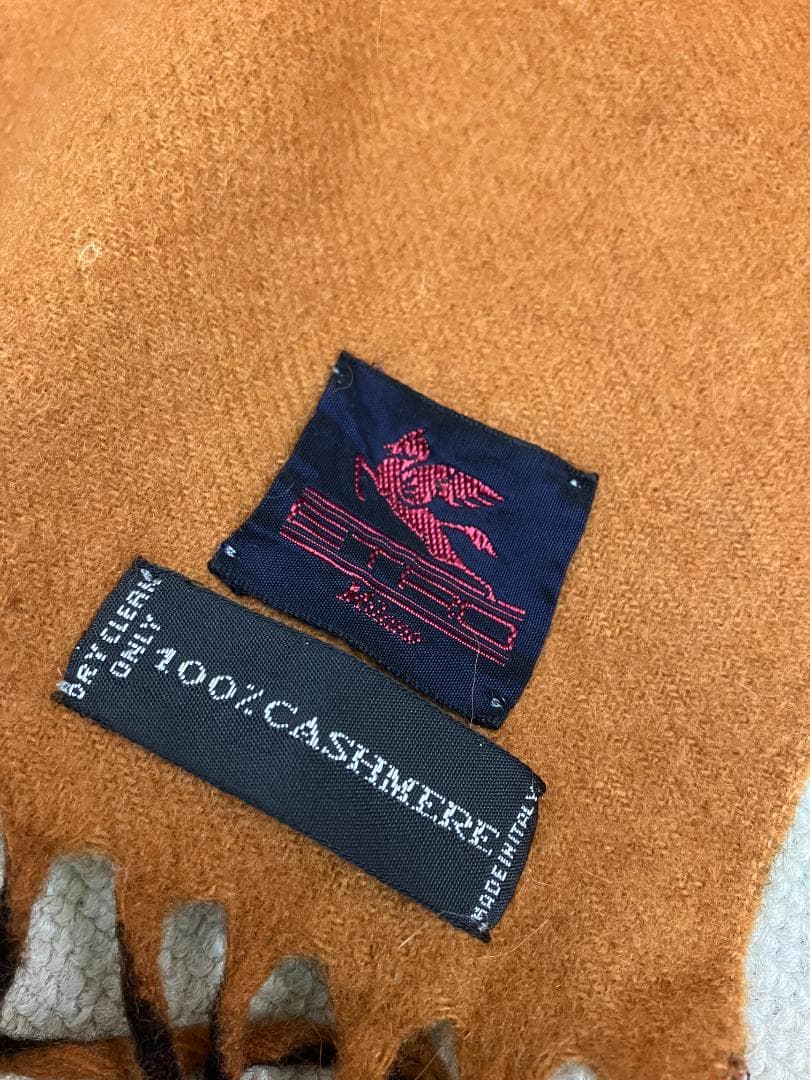 ETRO
Milano
DRY CLEAN
ONLY
100% CASHMERE
MADE IN ITALY